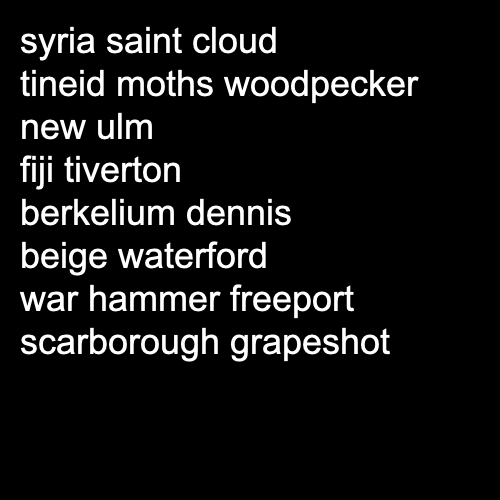 syria saint cloud
tineid moths woodpecker
new ulm
fiji tiverton
berkelium dennis
beige waterford
war hammer freeport
scarborough grapeshot